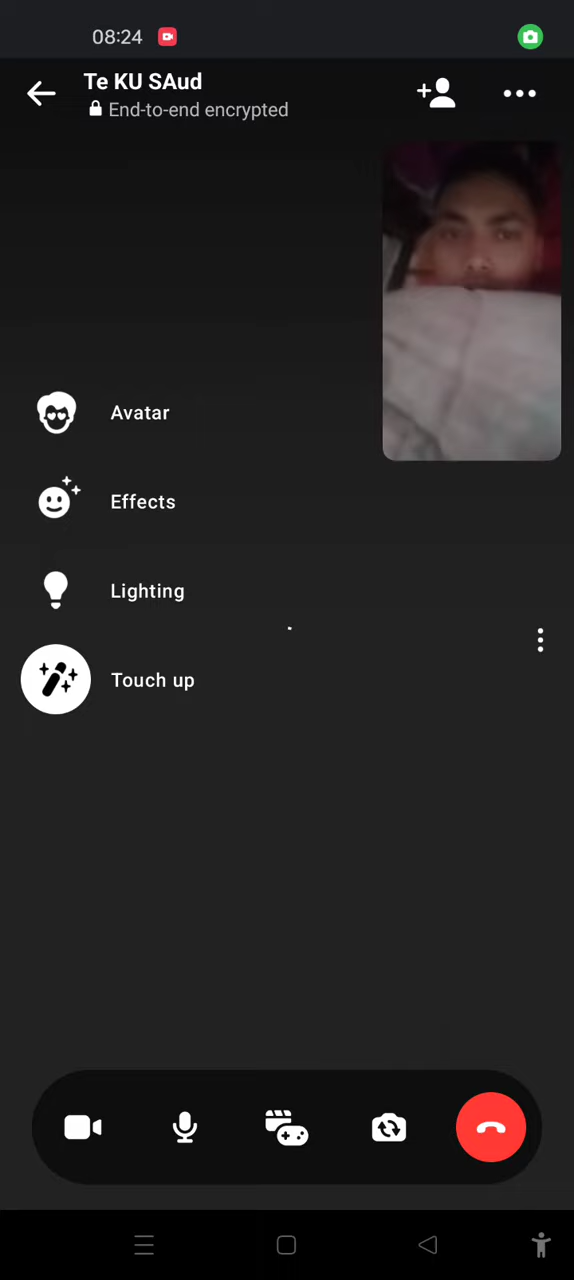 08:24
Te KU SAud
End-to-end encrypted
Avatar
Effects
Lighting
Touch up